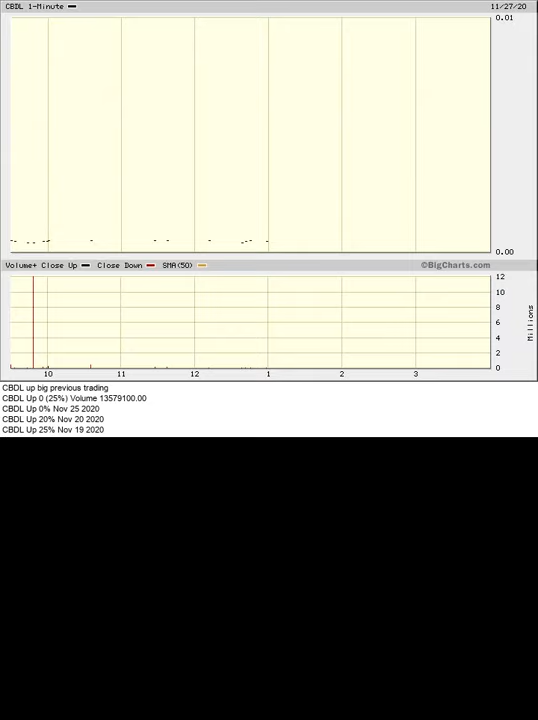 CBDL 1-Minute 11/27/20
0.01
0.00
Volume+ Close Up Close Down SMA(50) ©BigCharts.com
12
10
8
6
4
2
0
Millions
10 11 12 1 2 3
CBDL up big previous trading
CBDL Up 0 (25%) Volume 13579100.00
CBDL Up 0% Nov 25 2020
CBDL Up 20% Nov 20 2020
CBDL Up 25% Nov 19 2020